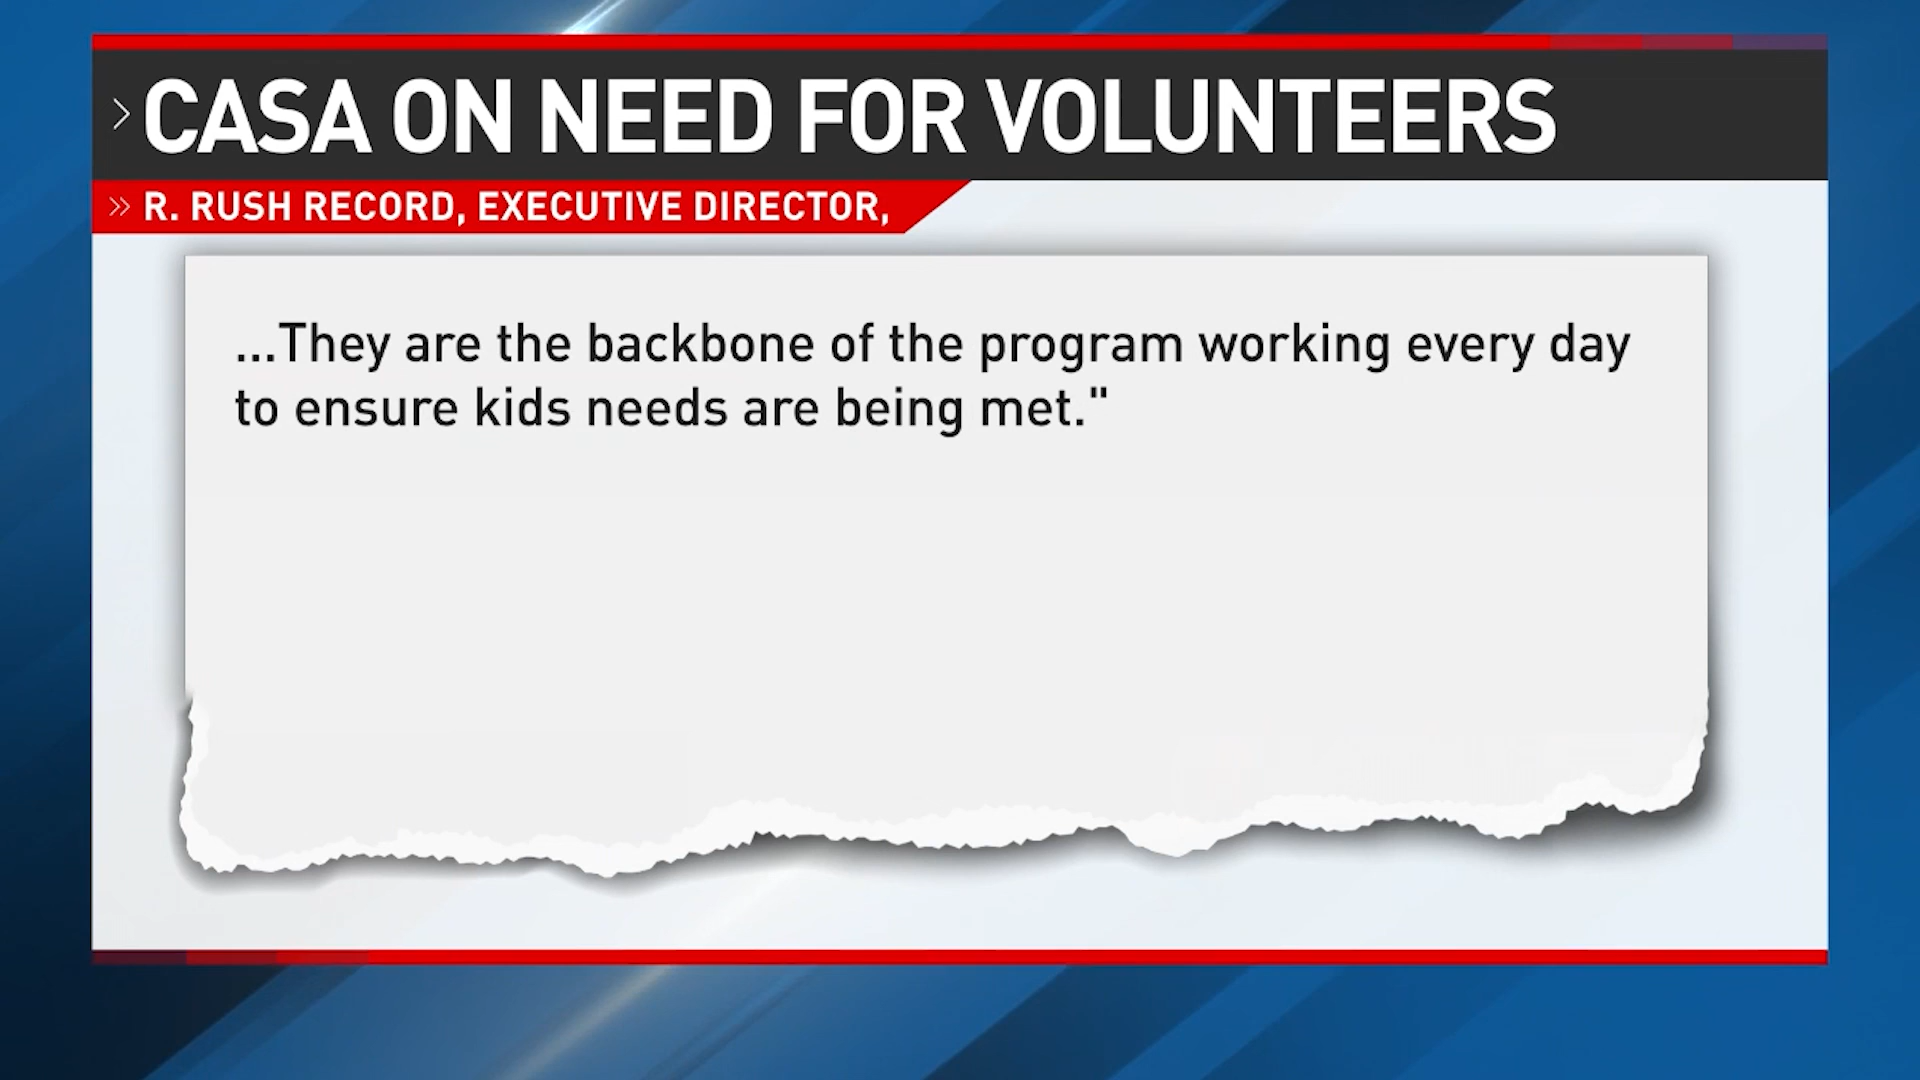 CASA ON NEED FOR VOLUNTEERS
R. RUSH RECORD, EXECUTIVE DIRECTOR,
...They are the backbone of the program working every day
to ensure kids needs are being met."